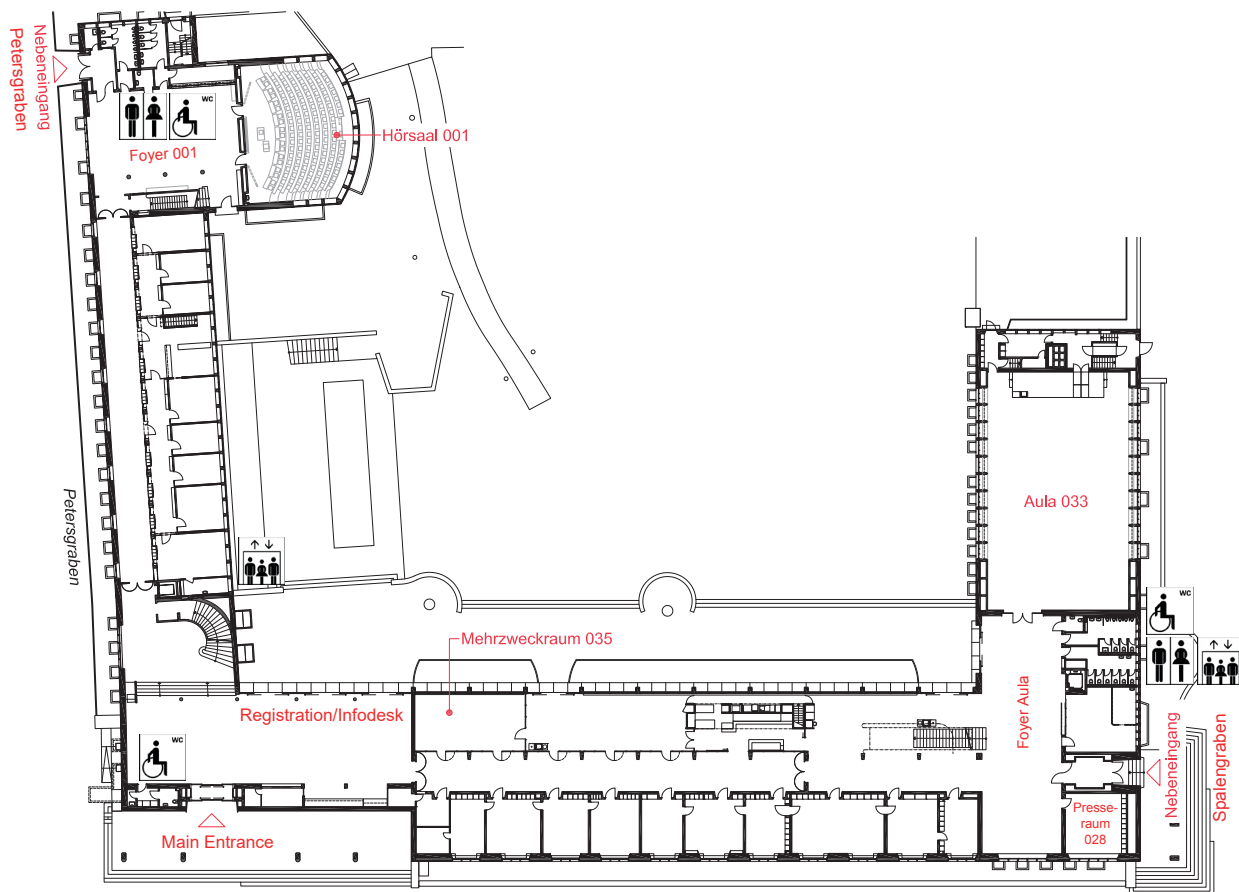 Nebeneingang
Petersgraben
WC
Foyer 001
Hörsaal 001
Petersgraben
Aula 033
WC
Mehrzweckraum 035
Registration/Infodesk
Foyer Aula
WC
Nebeneingang
Spalengraben
Presse-
raum
028
Main Entrance